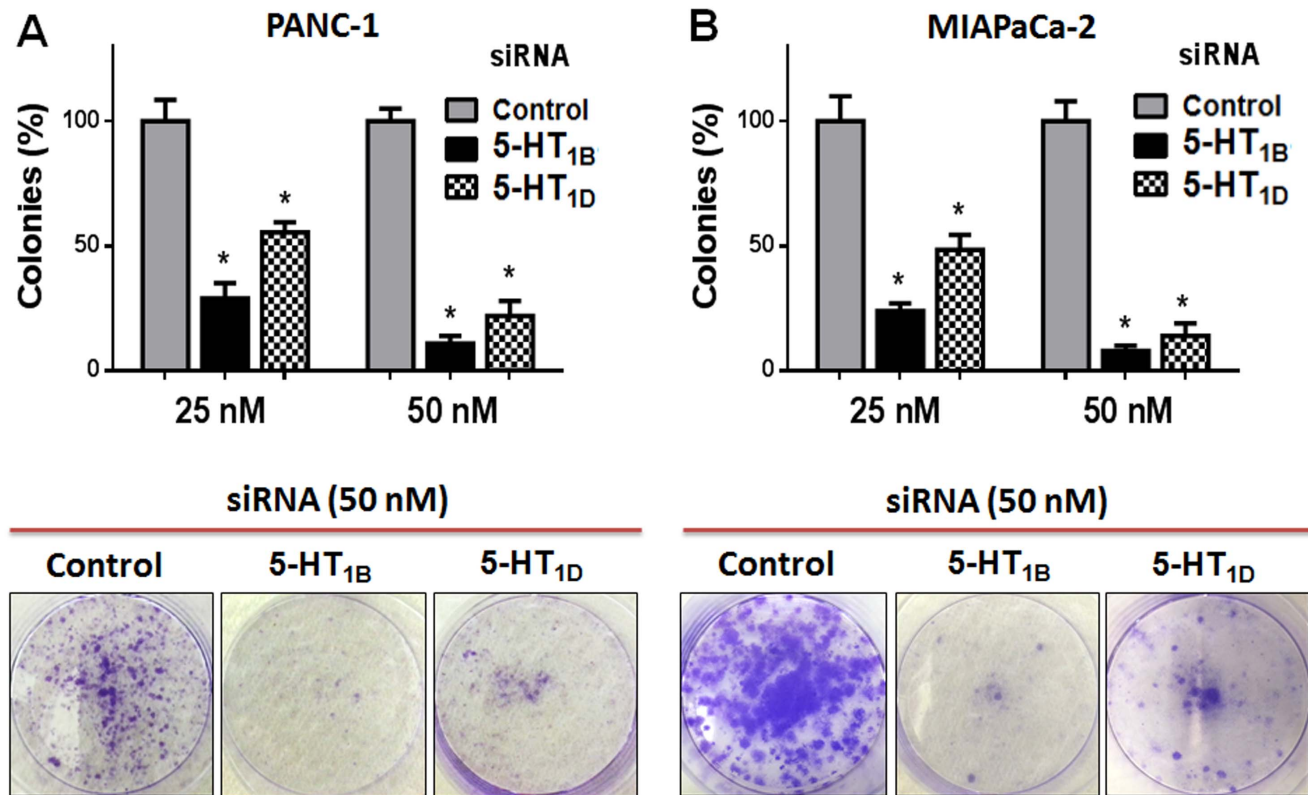 A
PANC-1
siRNA
Control
5-HT1B
5-HT1D
Colonies (%)
100
50
0
*
*
*
*
25 nM
50 nM
B
MIAPaCa-2
siRNA
Control
5-HT1B
5-HT1D
Colonies (%)
100
50
0
*
*
*
*
25 nM
50 nM
siRNA (50 nM)
Control
5-HT1B
5-HT1D
siRNA (50 nM)
Control
5-HT1B
5-HT1D